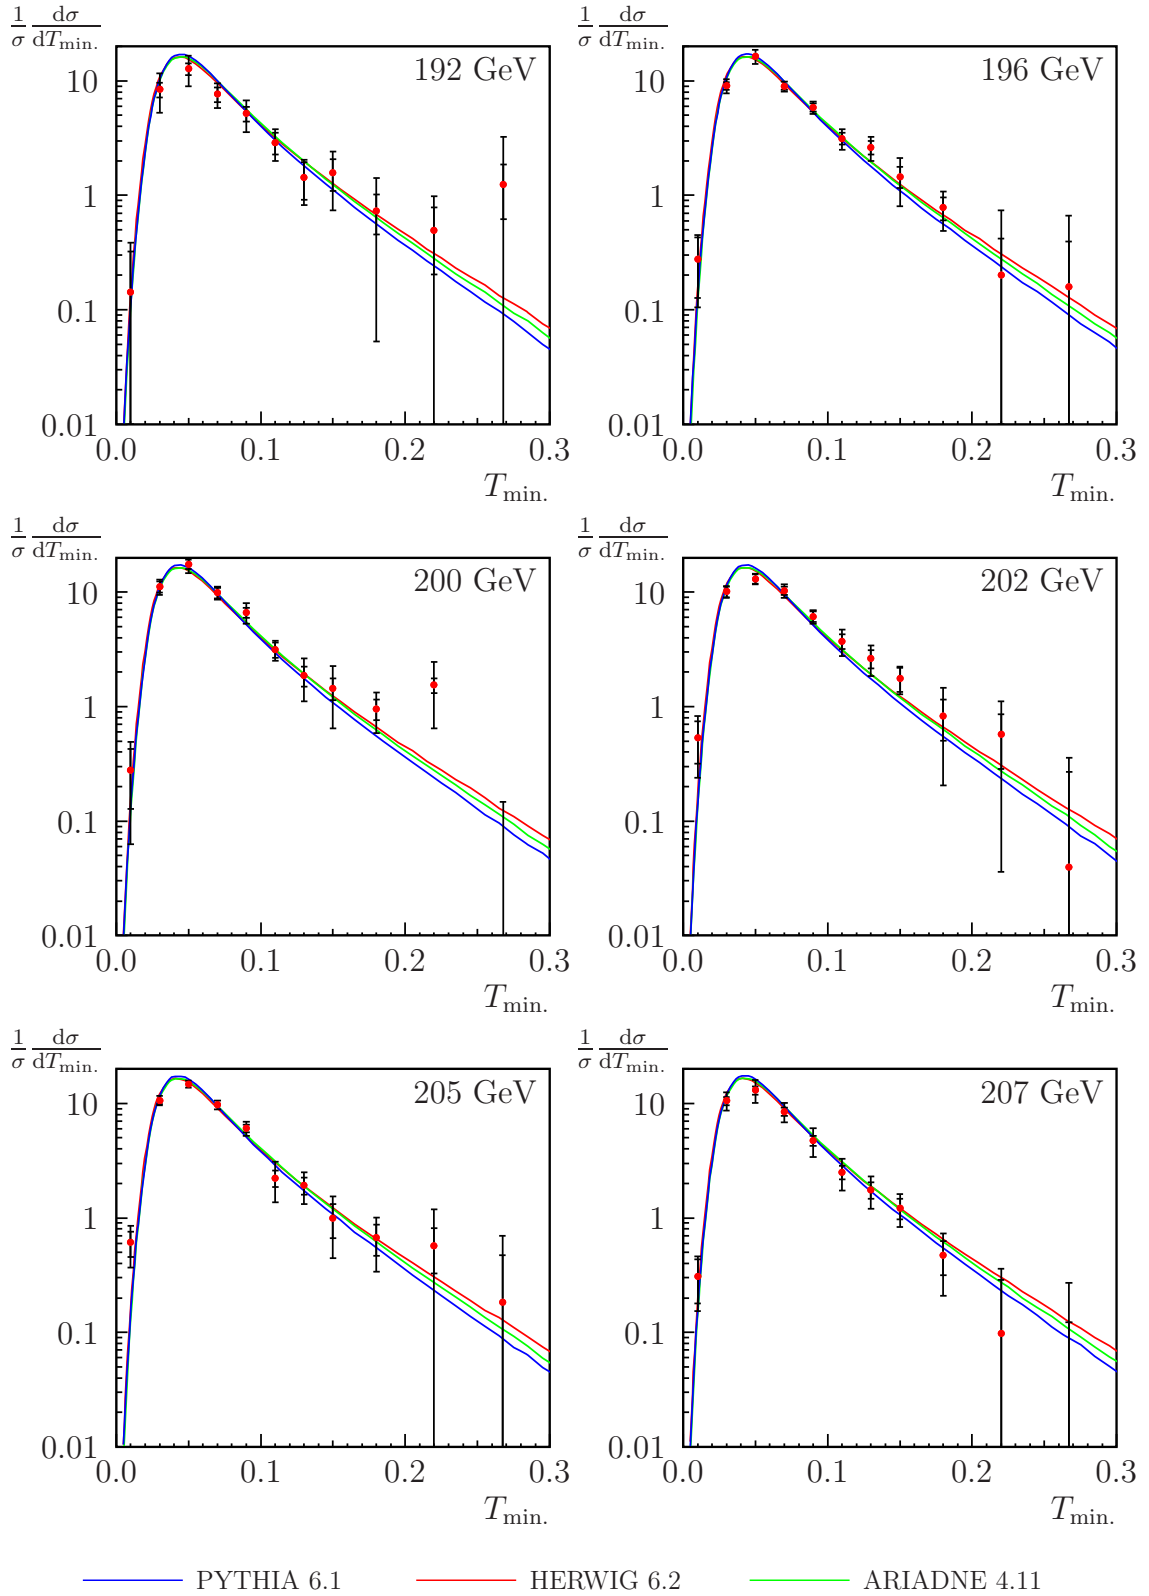 1/σ dσ/dT_min. 1/σ dσ/dT_min.
192 GeV 196 GeV
10 10
1 1
0.1 0.1
0.01 0.01
0.0 0.1 0.2 0.3 0.0 0.1 0.2 0.3
T_min. T_min.
1/σ dσ/dT_min. 1/σ dσ/dT_min.
200 GeV 202 GeV
10 10
1 1
0.1 0.1
0.01 0.01
0.0 0.1 0.2 0.3 0.0 0.1 0.2 0.3
T_min. T_min.
1/σ dσ/dT_min. 1/σ dσ/dT_min.
205 GeV 207 GeV
10 10
1 1
0.1 0.1
0.01 0.01
0.0 0.1 0.2 0.3 0.0 0.1 0.2 0.3
T_min. T_min.
PYTHIA 6.1 HERWIG 6.2 ARIADNE 4.11